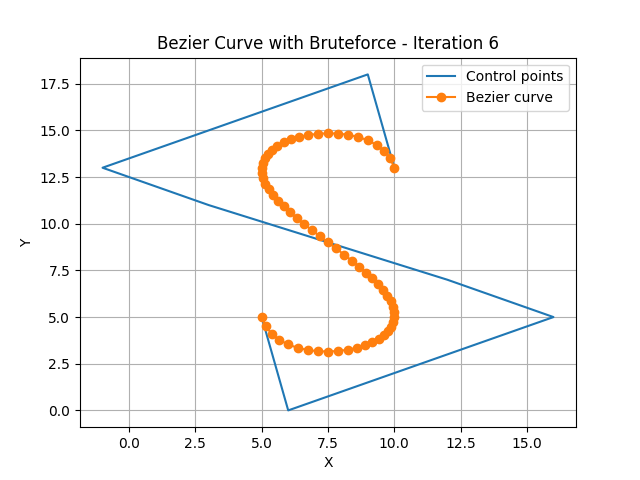 Bezier Curve with Bruteforce - Iteration 6
Control points
Bezier curve
17.5
15.0
12.5
10.0
7.5
5.0
2.5
0.0
Y
0.0 2.5 5.0 7.5 10.0 12.5 15.0
X